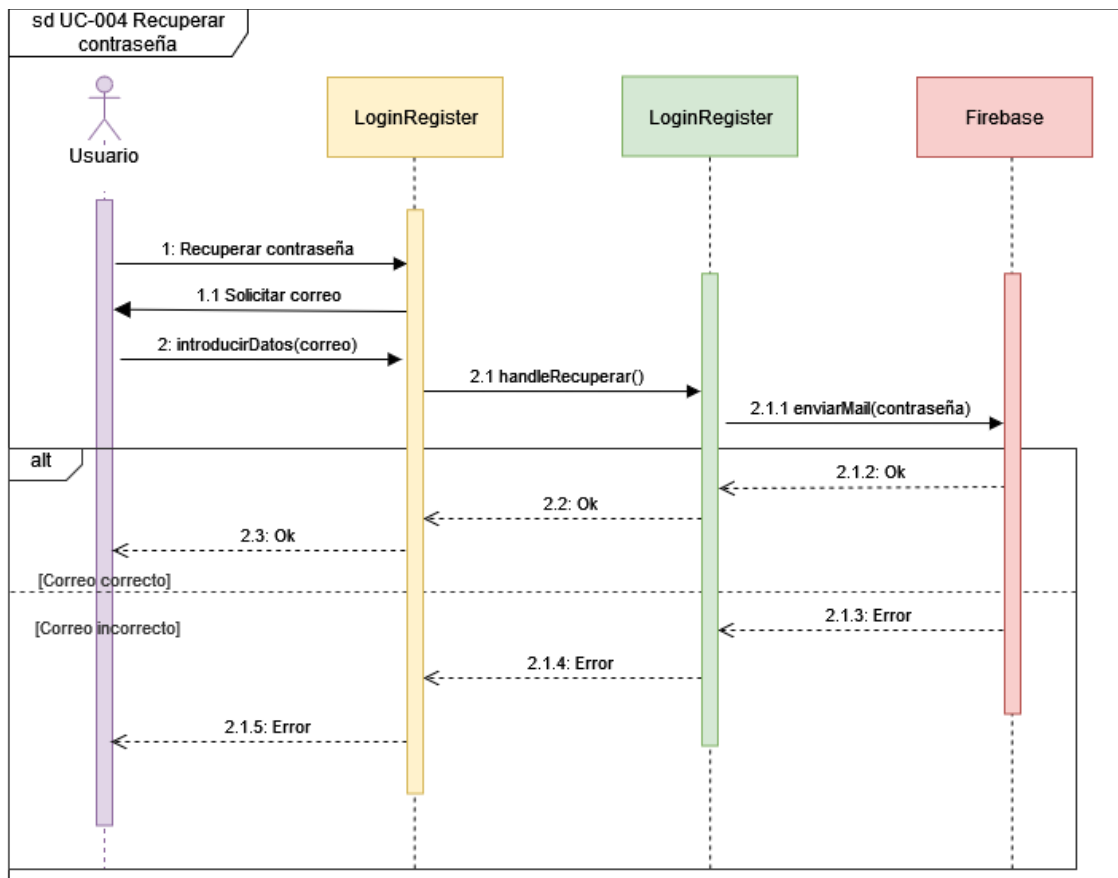 sd UC-004 Recuperar
contraseña
Usuario
LoginRegister
LoginRegister
Firebase
1: Recuperar contraseña
1.1 Solicitar correo
2: introducirDatos(correo)
2.1 handleRecuperar()
2.1.1 enviarMail(contraseña)
alt
2.1.2: Ok
2.2: Ok
2.3: Ok
[Correo correcto]
[Correo incorrecto]
2.1.3: Error
2.1.4: Error
2.1.5: Error